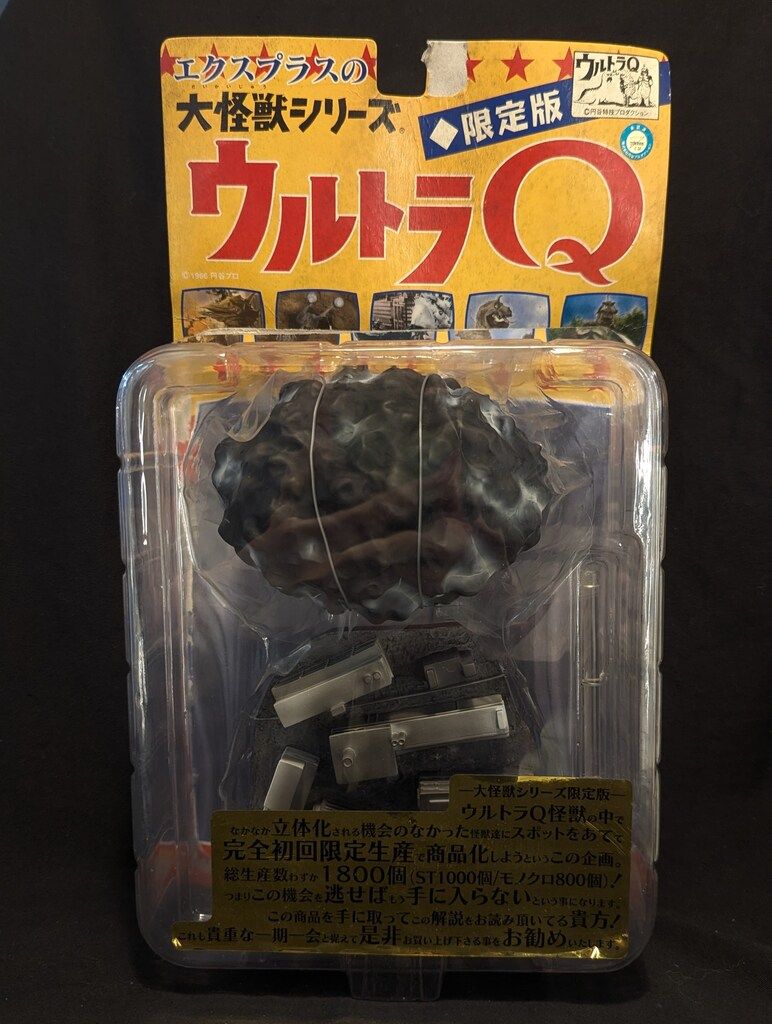 エクスプラスの
だいかいじゅう
大怪獣シリーズ®
◆限定版
ウルトラQ
©円谷特技プロダクション
ウルトラQ
© 1966 円谷プロ
—大怪獣シリーズ限定版—
ウルトラQ怪獣の中で
なかなか立体化される機会のなかった怪獣達にスポットをあてて
完全初回限定生産で商品化しようというこの企画。
総生産数わずか1800個(ST1000個/モノクロ800個)!
つまりこの機会を逃せばもう手に入らないという事になります。
この商品を手に取ってこの解説をお読み頂いてる貴方!
これも貴重な一期一会と捉えて是非お買い上げ下さる事をお勧めいたします。